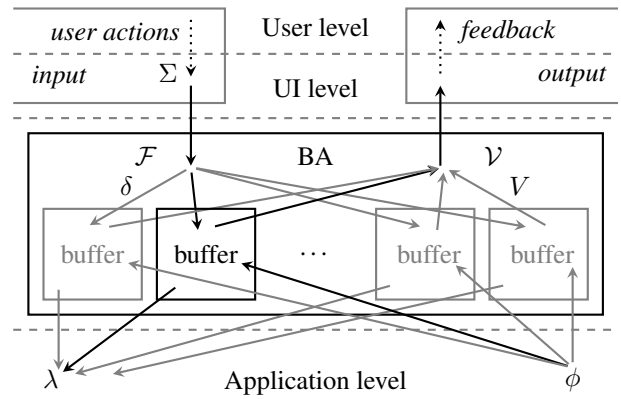 user actions User level feedback
input Σ UI level output
ℱ BA 𝒱
δ V
buffer buffer ... buffer buffer
λ Application level ϕ